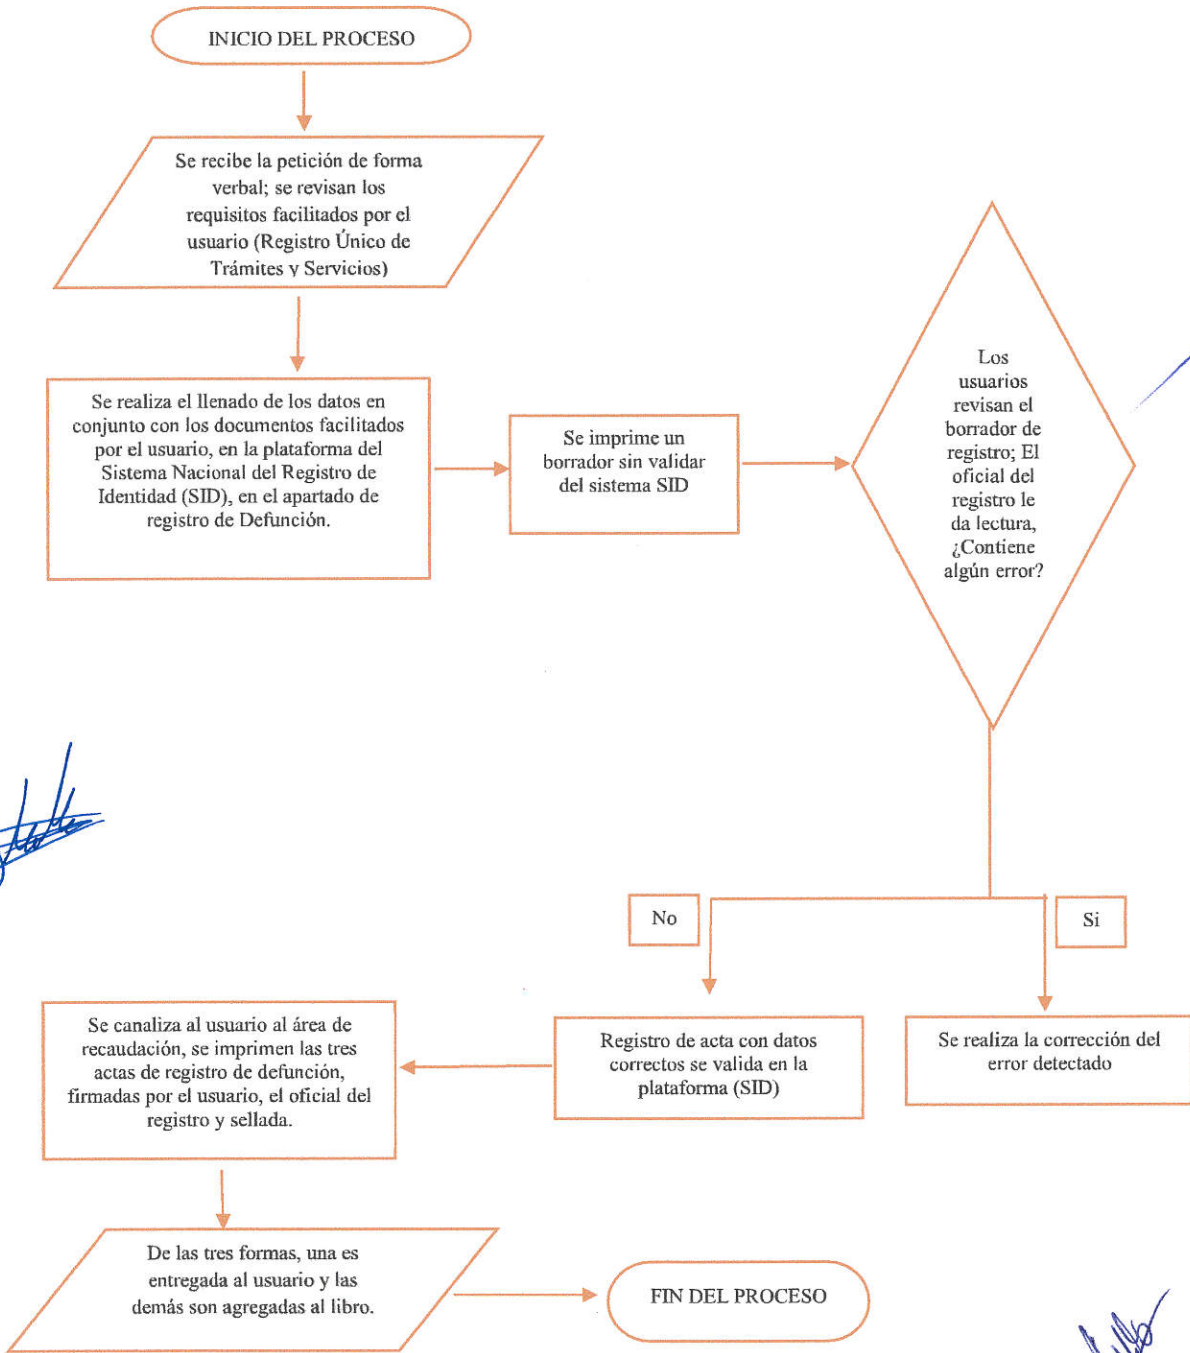 INICIO DEL PROCESO
Se recibe la petición de forma
verbal; se revisan los
requisitos facilitados por el
usuario (Registro Único de
Trámites y Servicios)
Se realiza el llenado de los datos en
conjunto con los documentos facilitados
por el usuario, en la plataforma del
Sistema Nacional del Registro de
Identidad (SID), en el apartado de
registro de Defunción.
Se imprime un
borrador sin validar
del sistema SID
Los
usuarios
revisan el
borrador de
registro; El
oficial del
registro le
da lectura,
¿Contiene
algún error?
No
Si
Se realiza la corrección del
error detectado
Registro de acta con datos
correctos se valida en la
plataforma (SID)
Se canaliza al usuario al área de
recaudación, se imprimen las tres
actas de registro de defunción,
firmadas por el usuario, el oficial del
registro y sellada.
De las tres formas, una es
entregada al usuario y las
demás son agregadas al libro.
FIN DEL PROCESO